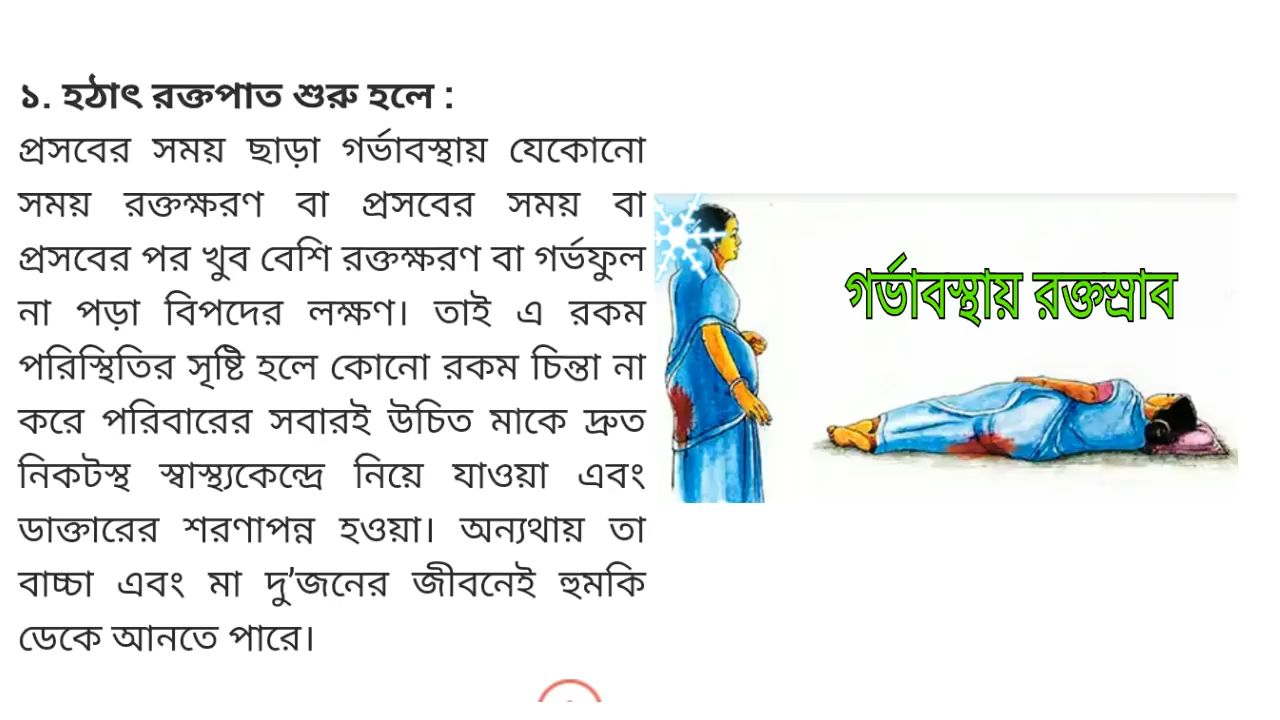 ১. হঠাৎ রক্তপাত শুরু হলে :
প্রসবের সময় ছাড়া গর্ভাবস্থায় যেকোনো
সময় রক্তক্ষরণ বা প্রসবের সময় বা
প্রসবের পর খুব বেশি রক্তক্ষরণ বা গর্ভফুল
না পড়া বিপদের লক্ষণ। তাই এ রকম
পরিস্থিতির সৃষ্টি হলে কোনো রকম চিন্তা না
করে পরিবারের সবারই উচিত মাকে দ্রুত
নিকটস্থ স্বাস্থ্যকেন্দ্রে নিয়ে যাওয়া এবং
ডাক্তারের শরণাপন্ন হওয়া। অন্যথায় তা
বাচ্চা এবং মা দু’জনের জীবনেই হুমকি
ডেকে আনতে পারে।
গর্ভাবস্থায় রক্তস্রাব